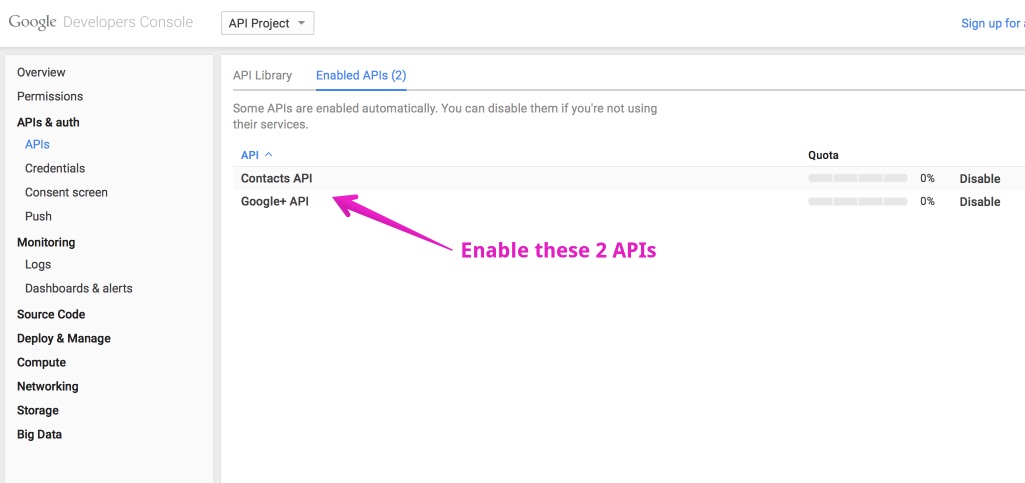 Google Developers Console
API Project
Sign up for
Overview
Permissions
APIs & auth
APIs
Credentials
Consent screen
Push
Monitoring
Logs
Dashboards & alerts
Source Code
Deploy & Manage
Compute
Networking
Storage
Big Data
API Library
Enabled APIs (2)
Some APIs are enabled automatically. You can disable them if you're not using
their services.
API
Quota
Contacts API
0%
Disable
Google+ API
0%
Disable
Enable these 2 APIs